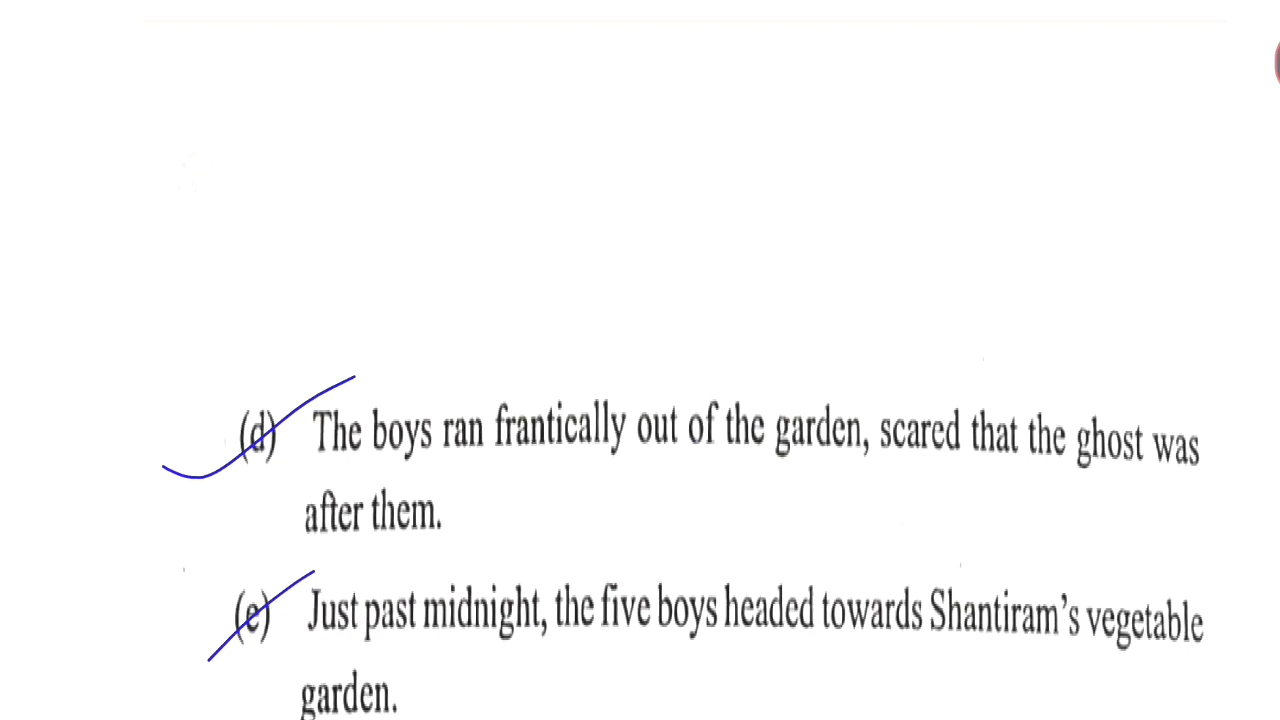 (d) The boys ran frantically out of the garden, scared that the ghost was
after them.
(e) Just past midnight, the five boys headed towards Shantiram's vegetable
garden.